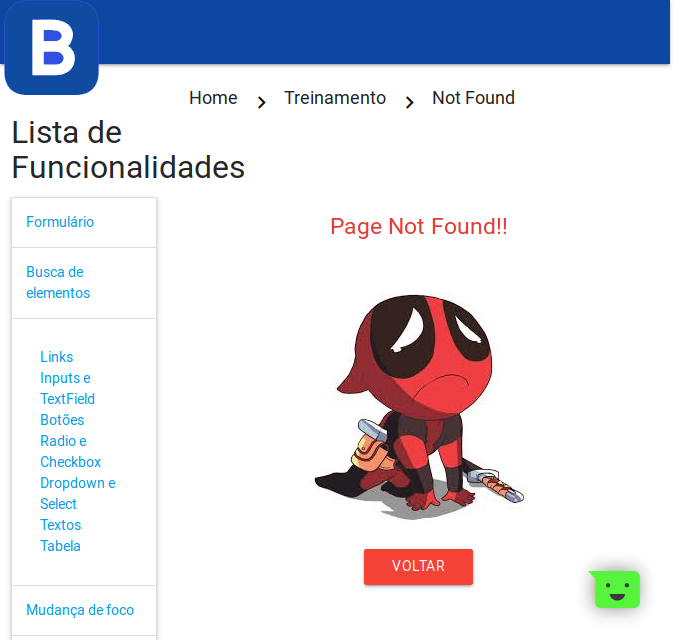 B
Home
Treinamento
Not Found
Lista de
Funcionalidades
Formulário
Busca de
elementos
Links
Inputs e
TextField
Botões
Radio e
Checkbox
Dropdown e
Select
Textos
Tabela
Mudança de foco
Page Not Found!!
VOLTAR